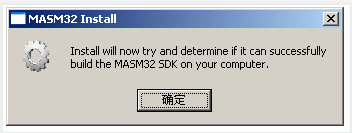 MASM32 Install
Install will now try and determine if it can successfully
build the MASM32 SDK on your computer.
确定